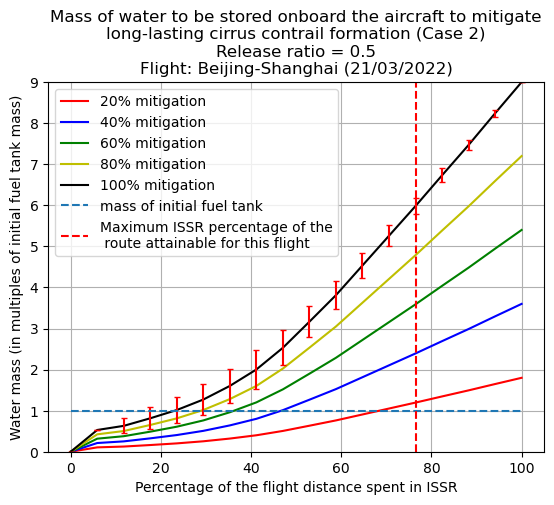 Mass of water to be stored onboard the aircraft to mitigate
long-lasting cirrus contrail formation (Case 2)
Release ratio = 0.5
Flight: Beijing-Shanghai (21/03/2022)
20% mitigation
40% mitigation
60% mitigation
80% mitigation
100% mitigation
mass of initial fuel tank
Maximum ISSR percentage of the
route attainable for this flight
Water mass (in multiples of initial fuel tank mass)
9
8
7
6
5
4
3
2
1
0
0
20
40
60
80
100
Percentage of the flight distance spent in ISSR